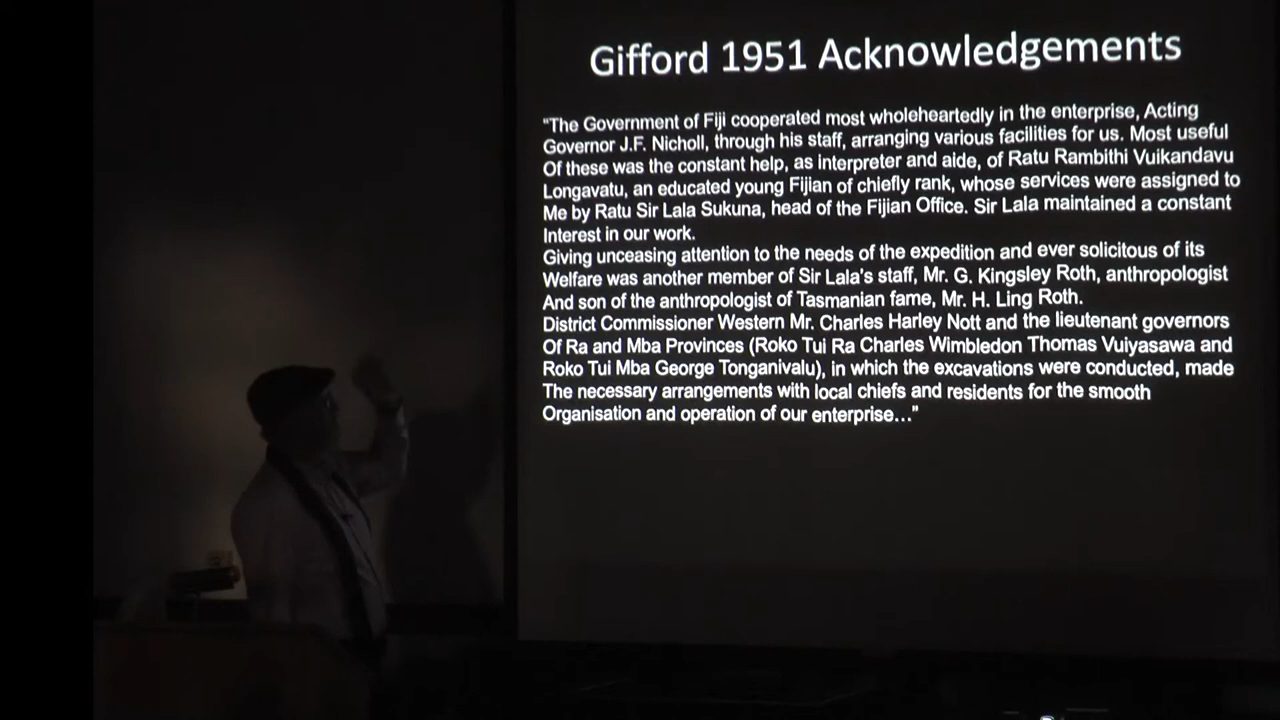 Gifford 1951 Acknowledgements
“The Government of Fiji cooperated most wholeheartedly in the enterprise, Acting
Governor J.F. Nicholl, through his staff, arranging various facilities for us. Most useful
Of these was the constant help, as interpreter and aide, of Ratu Rambithi Vuikandavu
Longavatu, an educated young Fijian of chiefly rank, whose services were assigned to
Me by Ratu Sir Lala Sukuna, head of the Fijian Office. Sir Lala maintained a constant
Interest in our work.
Giving unceasing attention to the needs of the expedition and ever solicitous of its
Welfare was another member of Sir Lala's staff, Mr. G. Kingsley Roth, anthropologist
And son of the anthropologist of Tasmanian fame, Mr. H. Ling Roth.
District Commissioner Western Mr. Charles Harley Nott and the lieutenant governors
Of Ra and Mba Provinces (Roko Tui Ra Charles Wimbledon Thomas Vuiyasawa and
Roko Tui Mba George Tonganivalu), in which the excavations were conducted, made
The necessary arrangements with local chiefs and residents for the smooth
Organisation and operation of our enterprise…”